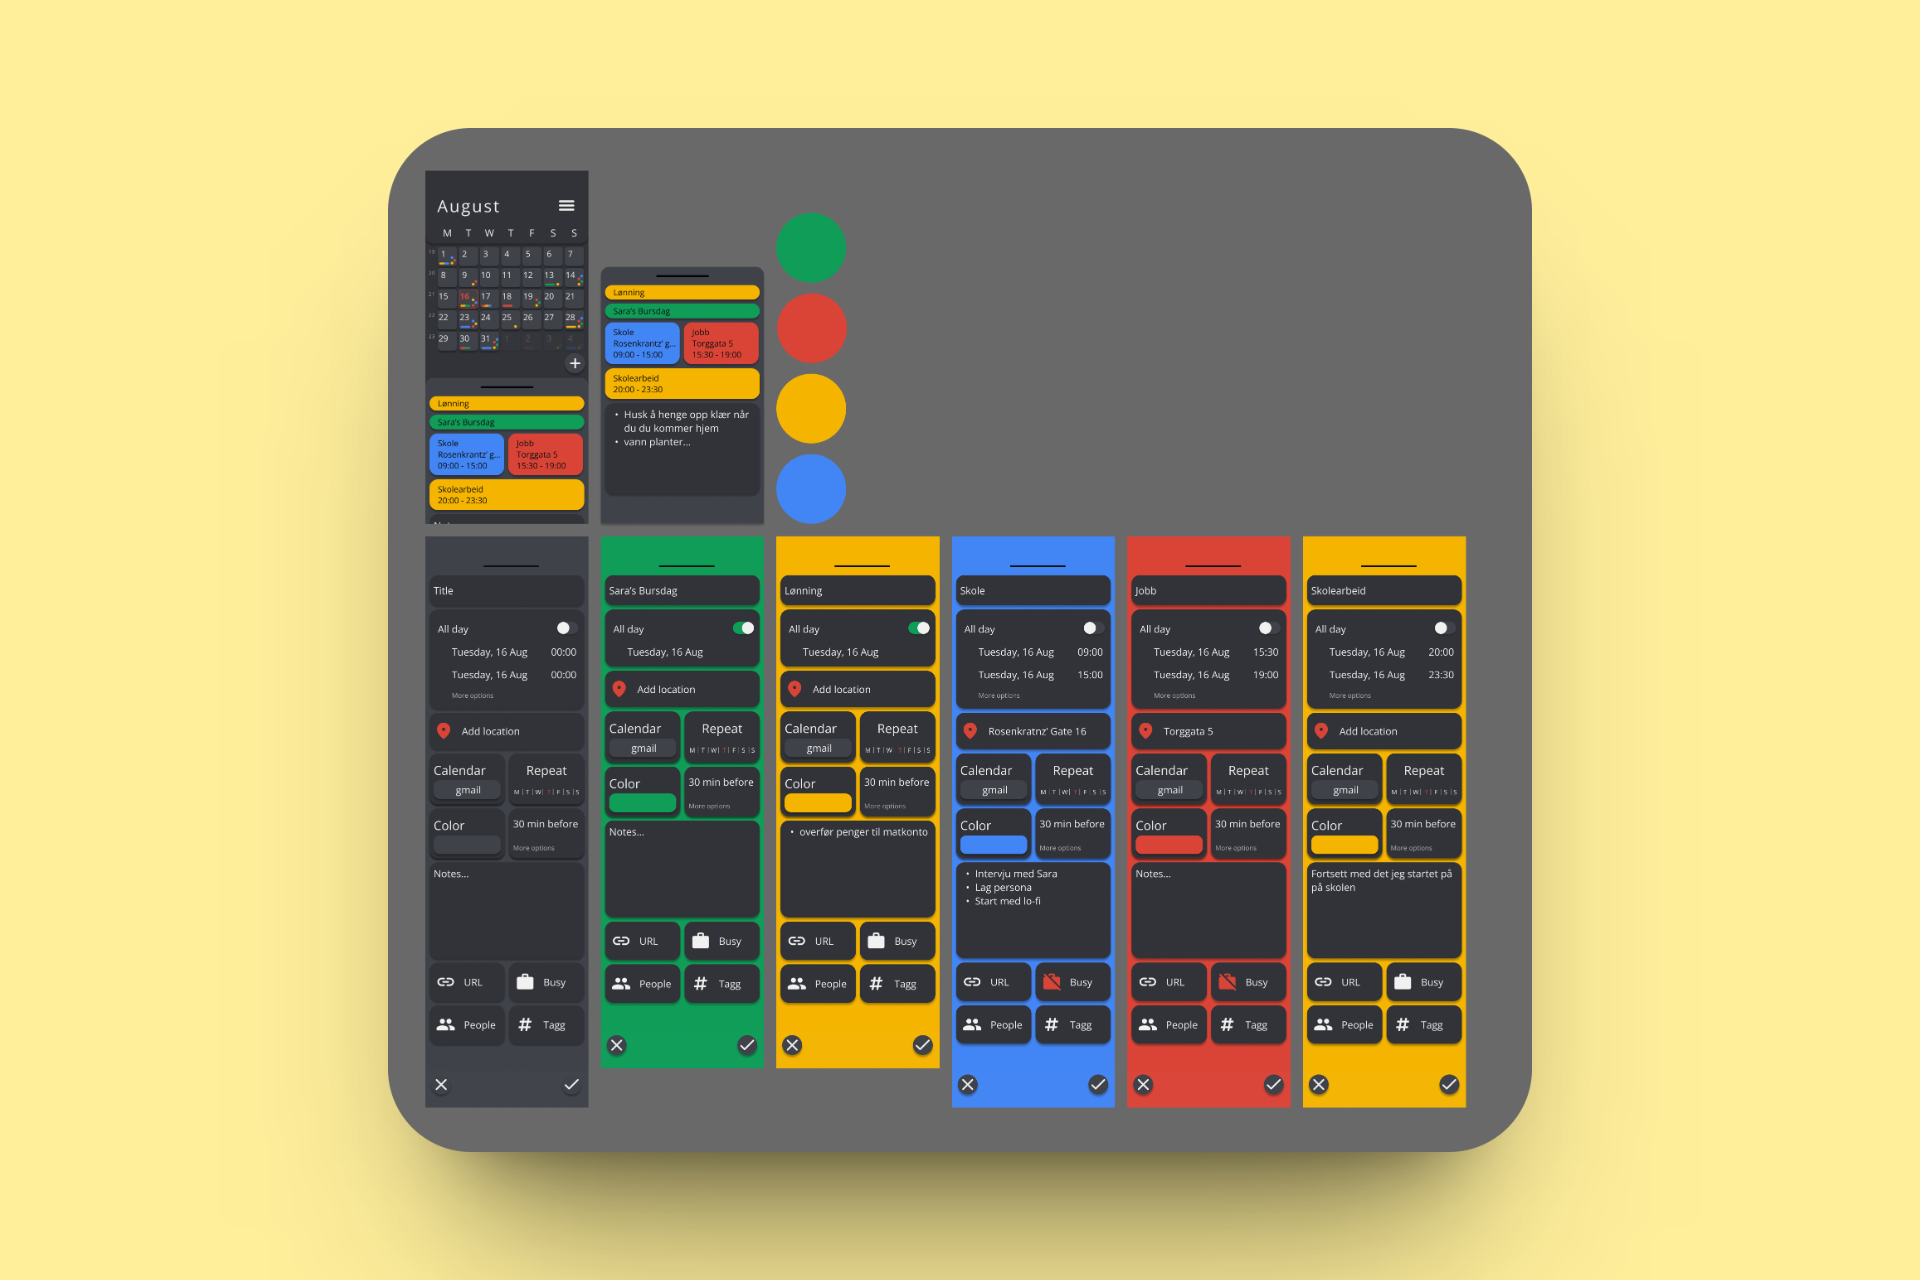 August
M T W T F S S
19 1 2 3 4 5 6 7
20 8 9 10 11 12 13 14
21 15 16 17 18 19 20 21
22 22 23 24 25 26 27 28
23 29 30 31 1 2 3 4
Lønning
Sara's Bursdag
Skole
Rosenkrantz' g...
09:00 - 15:00
Jobb
Torggata 5
15:30 - 19:00
Skolearbeid
20:00 - 23:30
Lønning
Sara's Bursdag
Skole
Rosenkrantz' g...
09:00 - 15:00
Jobb
Torggata 5
15:30 - 19:00
Skolearbeid
20:00 - 23:30
• Husk å henge opp klær når
du du kommer hjem
• vann planter...
Title
All day
Tuesday, 16 Aug 00:00
Tuesday, 16 Aug 00:00
More options
Add location
Calendar
gmail
Repeat
M | T | W | T | F | S | S
Color
30 min before
More options
Notes...
URL
Busy
People
# Tagg
Sara's Bursdag
All day
Tuesday, 16 Aug
Add location
Calendar
gmail
Repeat
M | T | W | T | F | S | S
Color
30 min before
More options
Notes...
URL
Busy
People
# Tagg
Lønning
All day
Tuesday, 16 Aug
Add location
Calendar
gmail
Repeat
M | T | W T | F | S | S
Color
30 min before
More options
• overfør penger til matkonto
URL
Busy
People
# Tagg
Skole
All day
Tuesday, 16 Aug 09:00
Tuesday, 16 Aug 15:00
More options
Rosenkratnz' Gate 16
Calendar
gmail
Repeat
M | T | W | T | F | S | S
Color
30 min before
More options
• Intervju med Sara
• Lag persona
• Start med lo-fi
URL
Busy
People
# Tagg
Jobb
All day
Tuesday, 16 Aug 15:30
Tuesday, 16 Aug 19:00
More options
Torggata 5
Calendar
gmail
Repeat
M | T | W | T | F | S | S
Color
30 min before
More options
Notes...
URL
Busy
People
# Tagg
Skolearbeid
All day
Tuesday, 16 Aug 20:00
Tuesday, 16 Aug 23:30
More options
Add location
Calendar
gmail
Repeat
M | T | W | T | F | S | S
Color
30 min before
More options
Fortsett med det jeg startet på
på skolen
URL
Busy
People
# Tagg